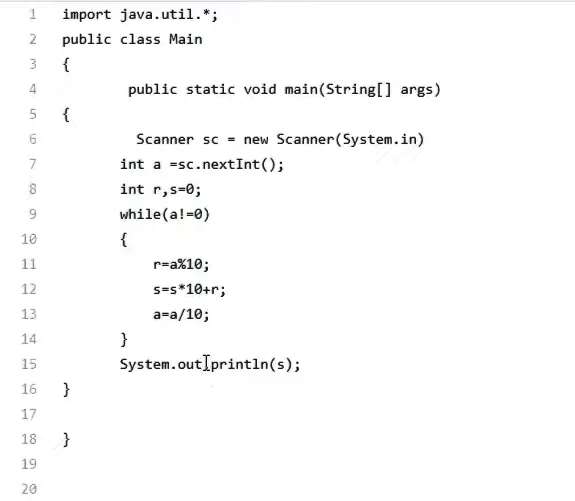 1 import java.util.*;
2 public class Main
3 {
4 public static void main(String[] args)
5 {
6 Scanner sc = new Scanner(System.in)
7 int a =sc.nextInt();
8 int r,s=0;
9 while(a!=0)
10 {
11 r=a%10;
12 s=s*10+r;
13 a=a/10;
14 }
15 System.out.println(s);
16 }
17
18 }
19
20